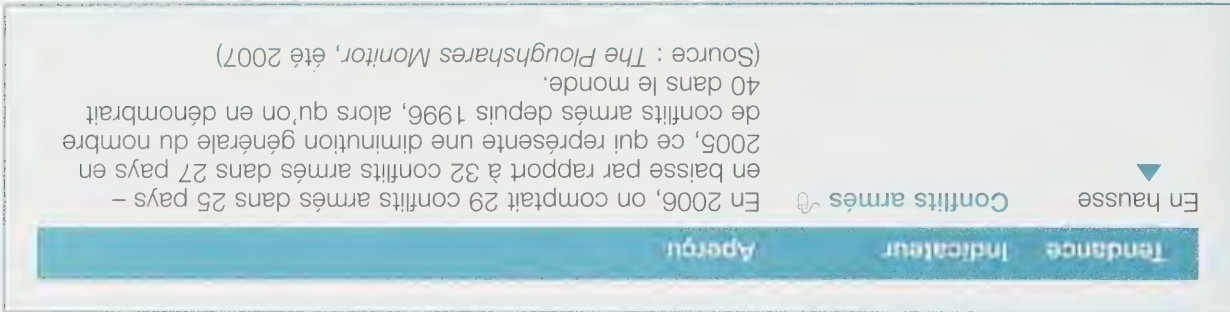 Tendance Indicateur Aperçu
En hausse Conflits armés En 2006, on comptait 29 conflits armés dans 25 pays –
en baisse par rapport à 32 conflits armés dans 27 pays en
2005, ce qui représente une diminution générale du nombre
de conflits armés depuis 1996, alors qu'on en dénombrait
40 dans le monde.
(Source : The Ploughshares Monitor, été 2007)